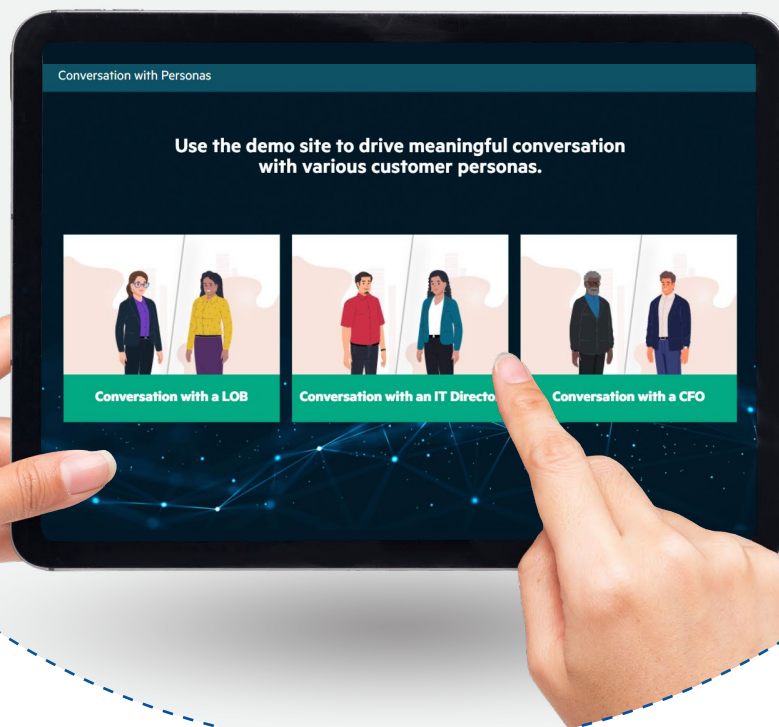 Conversation with Personas
Use the demo site to drive meaningful conversation
with various customer personas.
Conversation with a LOB
Conversation with an IT Directo
Conversation with a CFO